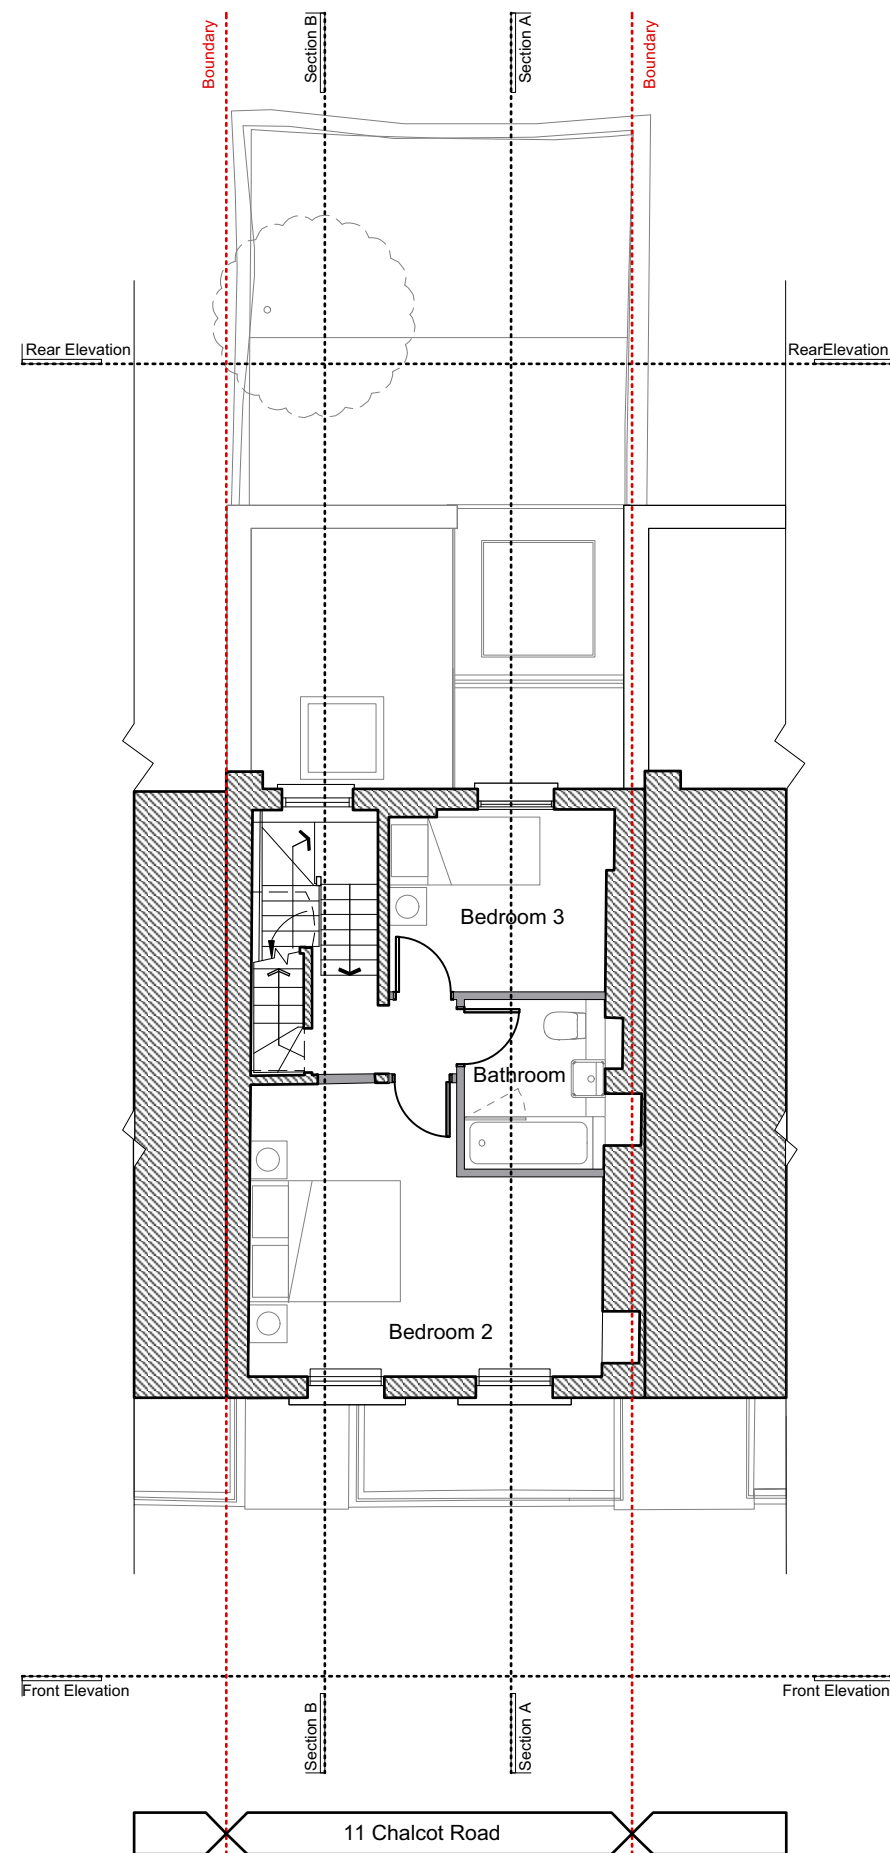 Boundary
Section B
Section A
Boundary
Rear Elevation
RearElevation
Bedroom 3
Bathroom
Bedroom 2
Front Elevation
Front Elevation
Section B
Section A
11 Chalcot Road